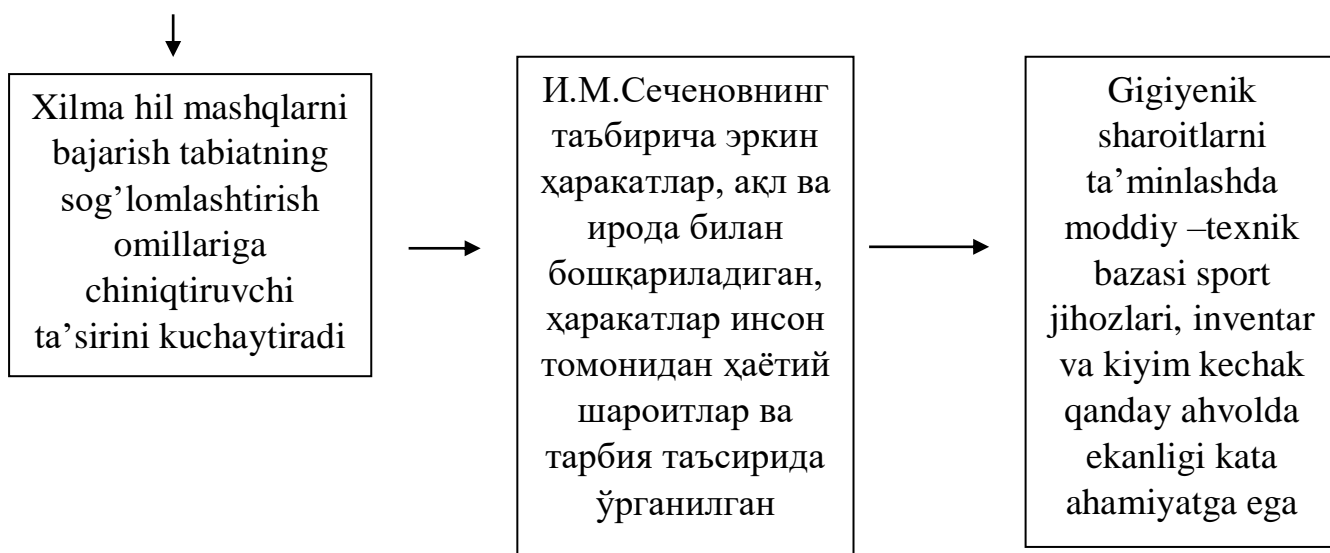 Xilma hil mashqlarni
bajarish tabiatning
sog’lomlashtirish
omillariga
chiniqtiruvchi
ta’sirini kuchaytiradi
И.М.Сеченовнинг
таъбирича эркин
ҳаракатлар, ақл ва
ирода билан
бошқариладиган,
ҳаракатлар инсон
томонидан ҳаётий
шароитлар ва
тарбия таъсирида
ўрганилган
Gigiyenik
sharoitlarni
ta’minlashda
moddiy –texnik
bazasi sport
jihozlari, inventar
va kiyim kechak
qanday ahvolda
ekanligi kata
ahamiyatga ega